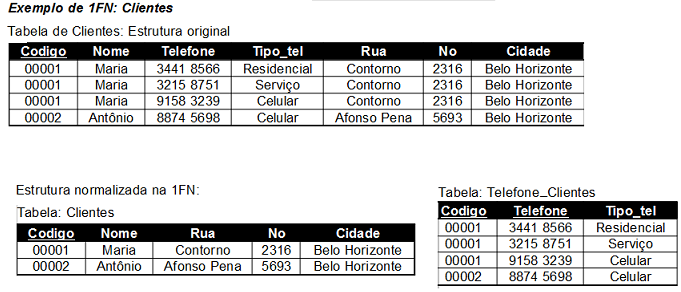 Exemplo de 1FN: Clientes
Tabela de Clientes: Estrutura original
Codigo Nome Telefone Tipo_tel Rua No Cidade
00001 Maria 3441 8566 Residencial Contorno 2316 Belo Horizonte
00001 Maria 3215 8751 Serviço Contorno 2316 Belo Horizonte
00001 Maria 9158 3239 Celular Contorno 2316 Belo Horizonte
00002 Antônio 8874 5698 Celular Afonso Pena 5693 Belo Horizonte
Estrutura normalizada na 1FN:
Tabela: Clientes
Codigo Nome Rua No Cidade
00001 Maria Contorno 2316 Belo Horizonte
00002 Antônio Afonso Pena 5693 Belo Horizonte
Tabela: Telefone_Clientes
Codigo Telefone Tipo_tel
00001 3441 8566 Residencial
00001 3215 8751 Serviço
00001 9158 3239 Celular
00002 8874 5698 Celular